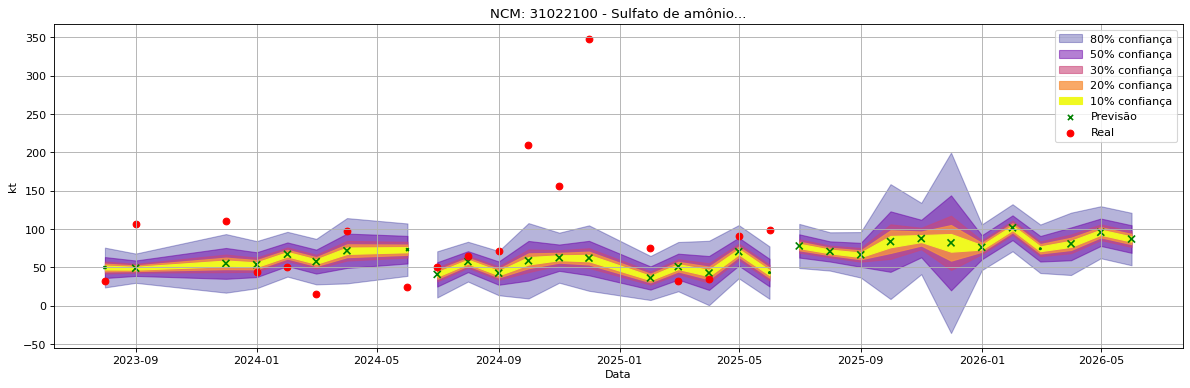 NCM: 31022100 - Sulfato de amônio...
350
300
250
200
150
100
50
0
−50
kt
80% confiança
50% confiança
30% confiança
20% confiança
10% confiança
Previsão
Real
2023-09 2024-01 2024-05 2024-09 2025-01 2025-05 2025-09 2026-01 2026-05
Data